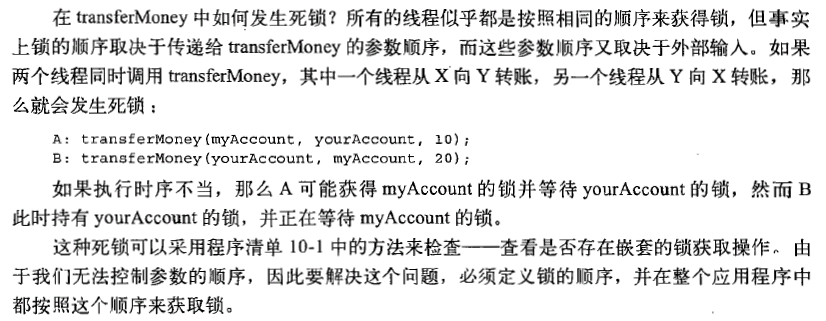 在 transferMoney 中如何发生死锁？所有的线程似乎都是按照相同的顺序来获得锁，但事实
上锁的顺序取决于传递给 transferMoney 的参数顺序，而这些参数顺序又取决于外部输入。如果
两个线程同时调用 transferMoney，其中一个线程从 X 向 Y 转账，另一个线程从 Y 向 X 转账，那
么就会发生死锁：
A: transferMoney(myAccount, yourAccount, 10);
B: transferMoney(yourAccount, myAccount, 20);
如果执行时序不当，那么 A 可能获得 myAccount 的锁并等待 yourAccount 的锁，然而 B
此时持有 yourAccount 的锁，并正在等待 myAccount 的锁。
这种死锁可以采用程序清单 10-1 中的方法来检查——查看是否存在嵌套的锁获取操作。由
于我们无法控制参数的顺序，因此要解决这个问题，必须定义锁的顺序，并在整个应用程序中
都按照这个顺序来获取锁。